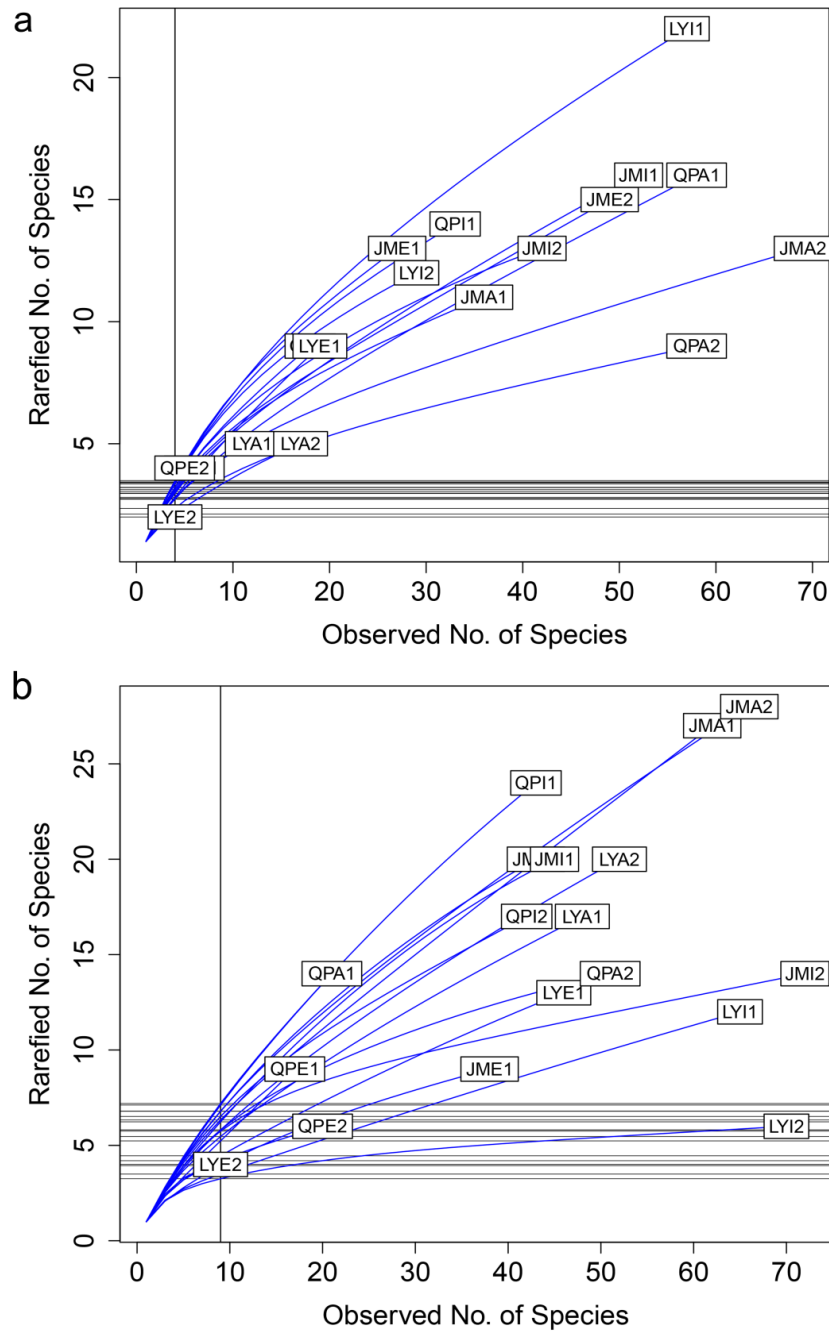 a
LYI1
20
JMI1 QPA1
15
JME2
QPI1
JME1 JMI2 JMA2
LYI2
JMA1
10
LYE1 QPA2
5
LYA1 LYA2
QPE2
LYE2
Rarefied No. of Species
0 10 20 30 40 50 60 70
Observed No. of Species
b
JMA2
JMA1
25
QPI1
20
JMI1 LYA2
QPI2 LYA1
15
QPA1 QPA2 JMI2
LYE1
LYI1
10
QPE1 JME1
QPE2 LYI2
5
LYE2
0
Rarefied No. of Species
0 10 20 30 40 50 60 70
Observed No. of Species